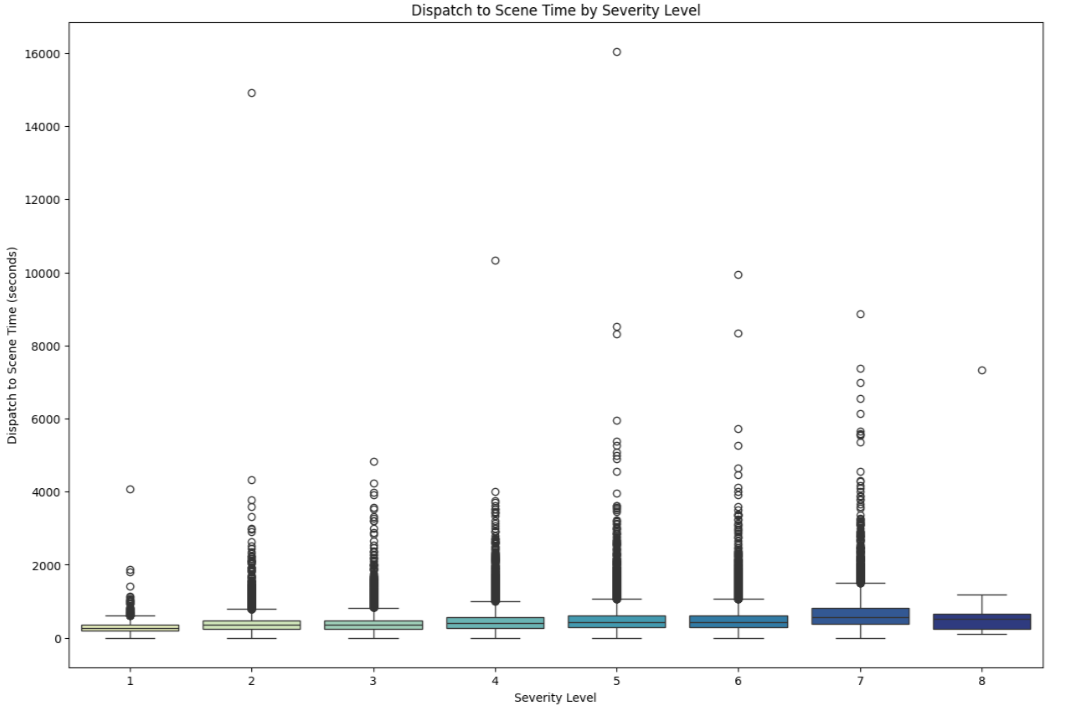 Dispatch to Scene Time by Severity Level
16000
14000
12000
10000
8000
6000
4000
2000
0
Dispatch to Scene Time (seconds)
1 2 3 4 5 6 7 8
Severity Level